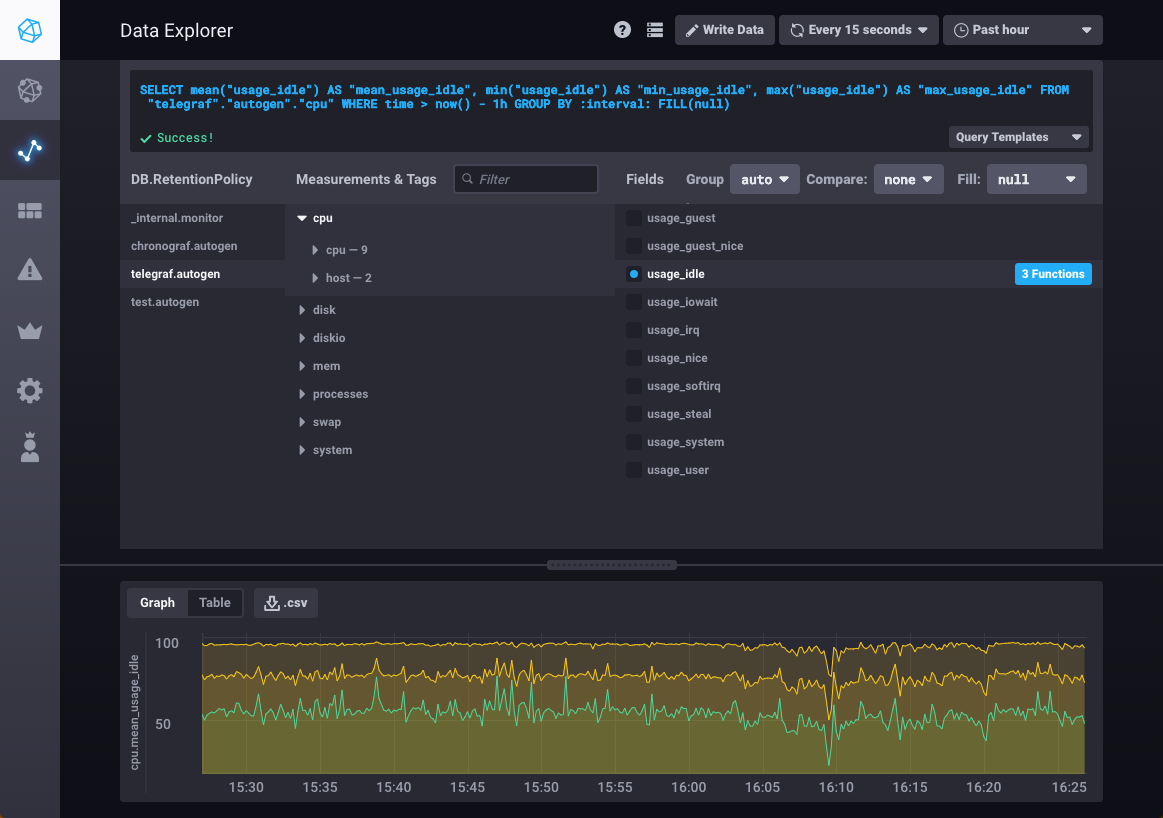 Data Explorer
Write Data
Every 15 seconds
Past hour
SELECT mean("usage_idle") AS "mean_usage_idle", min("usage_idle") AS "min_usage_idle", max("usage_idle") AS "max_usage_idle" FROM
"telegraf"."autogen"."cpu" WHERE time > now() - 1h GROUP BY :interval: FILL(null)
Success!
Query Templates
DB.RetentionPolicy
Measurements & Tags
Filter
Fields
Group
auto
Compare:
none
Fill:
null
_internal.monitor
chronograf.autogen
telegraf.autogen
test.autogen
cpu
cpu — 9
host — 2
disk
diskio
mem
processes
swap
system
usage_guest
usage_guest_nice
usage_idle
3 Functions
usage_iowait
usage_irq
usage_nice
usage_softirq
usage_steal
usage_system
usage_user
Graph
Table
.csv
cpu.mean_usage_idle
100
50
15:30
15:35
15:40
15:45
15:50
15:55
16:00
16:05
16:10
16:15
16:20
16:25